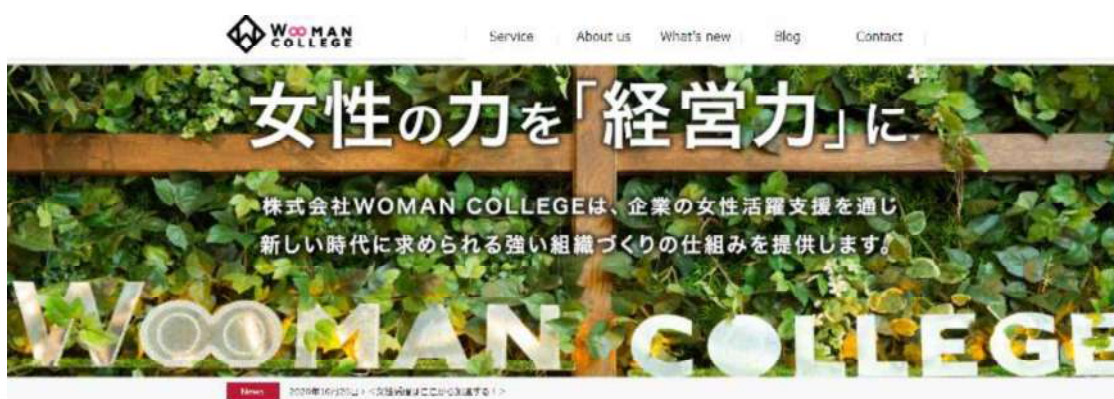 WOMAN
COLLEGE
Service About us What's new Blog Contact
女性の力を「経営力」に
株式会社WOMAN COLLEGEは、企業の女性活躍支援を通じ
新しい時代に求められる強い組織づくりの仕組みを提供します。
WOMAN COLLEGE
News